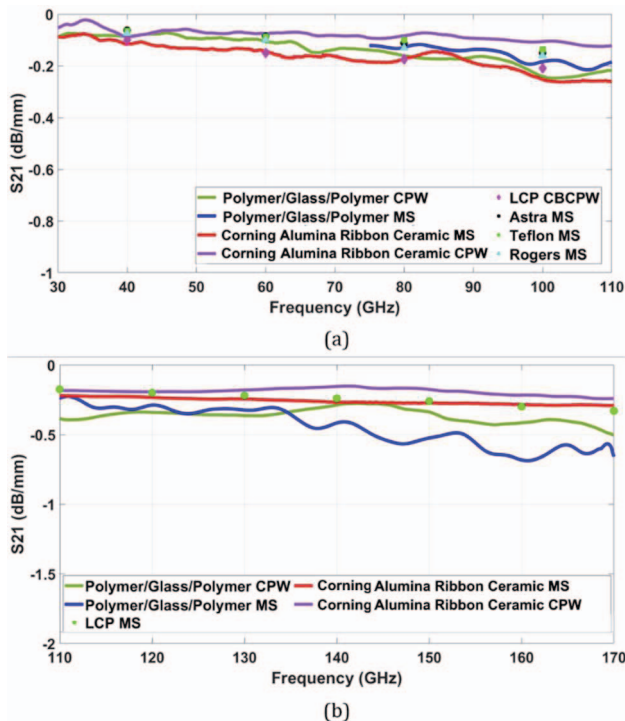 0
-0.2
-0.4
-0.6
-0.8
-1
S21 (dB/mm)
Polymer/Glass/Polymer CPW
Polymer/Glass/Polymer MS
Corning Alumina Ribbon Ceramic MS
Corning Alumina Ribbon Ceramic CPW
LCP CBCPW
Astra MS
Teflon MS
Rogers MS
30 40 50 60 70 80 90 100 110
Frequency (GHz)
(a)
0
-0.5
-1
-1.5
-2
S21 (dB/mm)
Polymer/Glass/Polymer CPW
Polymer/Glass/Polymer MS
LCP MS
Corning Alumina Ribbon Ceramic MS
Corning Alumina Ribbon Ceramic CPW
110 120 130 140 150 160 170
Frequency (GHz)
(b)